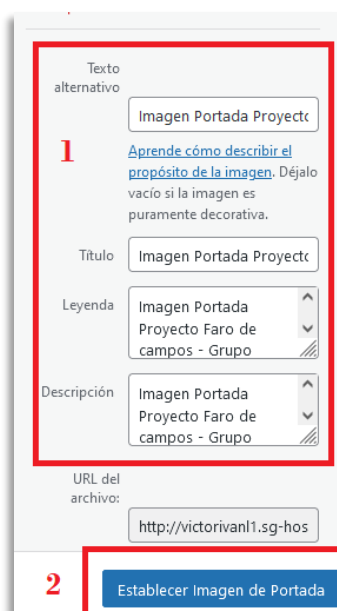 Texto
alternativo
Imagen Portada Proyecto
1
Aprende cómo describir el
propósito de la imagen. Déjalo
vacío si la imagen es
puramente decorativa.
Título
Imagen Portada Proyecto
Leyenda
Imagen Portada
Proyecto Faro de
campos - Grupo
Descripción
Imagen Portada
Proyecto Faro de
campos - Grupo
URL del
archivo:
http://victorivanl1.sg-hos
2
Establecer Imagen de Portada